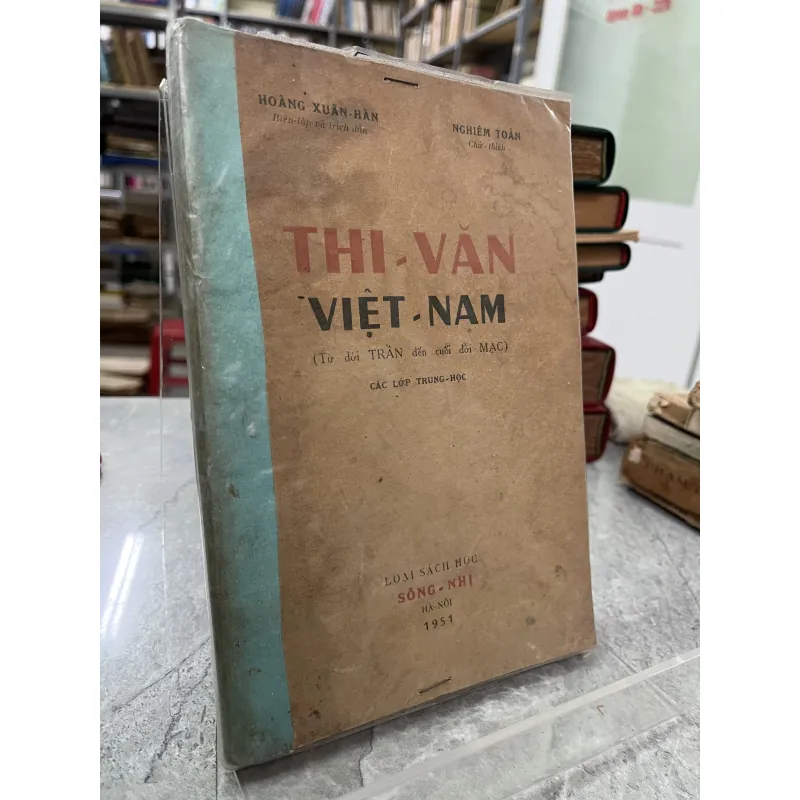 HOÀNG XUÂN-HÃN
Biên-tập và trích dẫn
NGHIÊM TOẢN
Chú-thích
THI-VĂN
VIỆT-NAM
(Từ đời TRẦN đến cuối đời MẠC)
CÁC LỚP TRUNG-HỌC
LOẠI SÁCH HỌC
SÔNG-NHỊ
HÀ-NỘI
1951